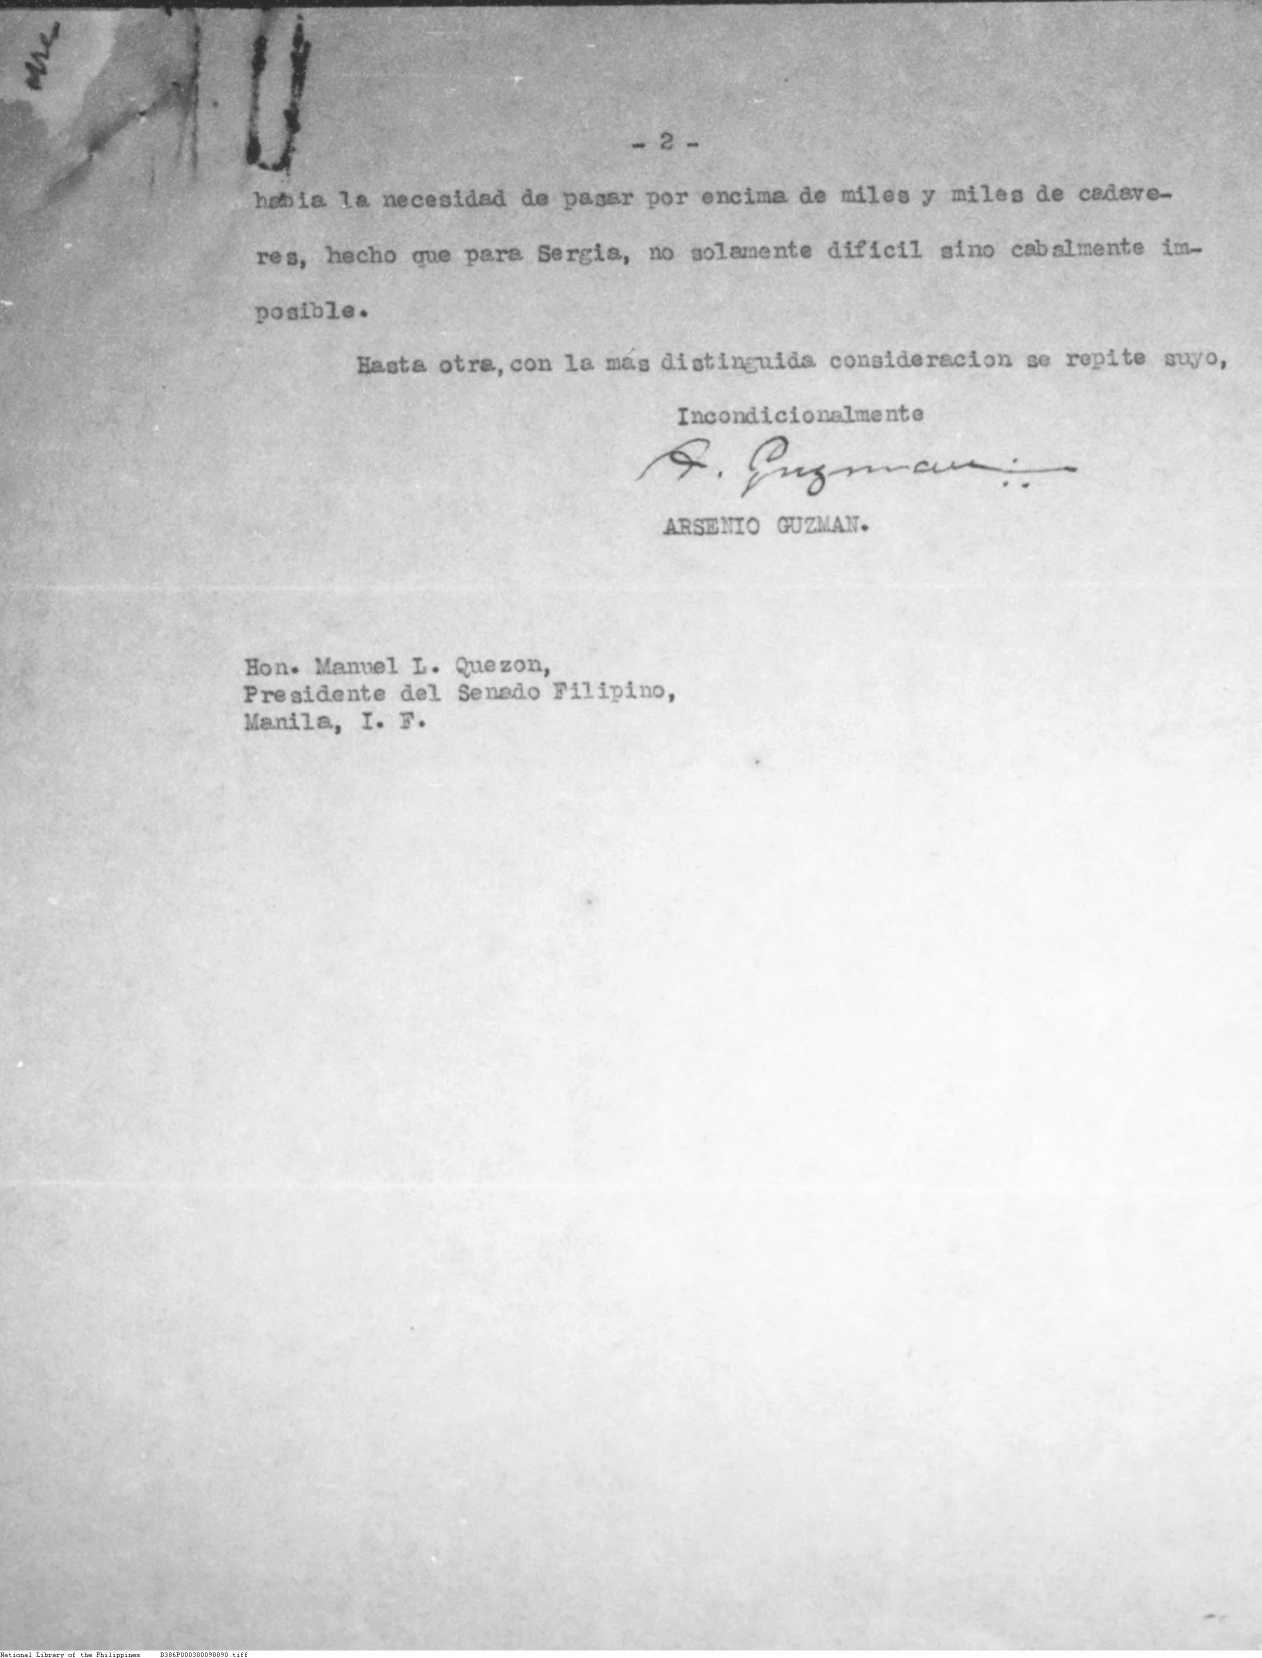 - 2 -
habia la necesidad de pasar por encima de miles y miles de cadave-
res, hecho que para Sergia, no solamente dificil sino cabalmente im-
posible.
Hasta otra, con la más distinguida consideracion se repite suyo,
Incondicionalmente
A. Guzman
ARSENIO GUZMAN.
Hon. Manuel L. Quezon,
Presidente del Senado Filipino,
Manila, I. F.
National Library of the Philippines B386P000300098090.tiff